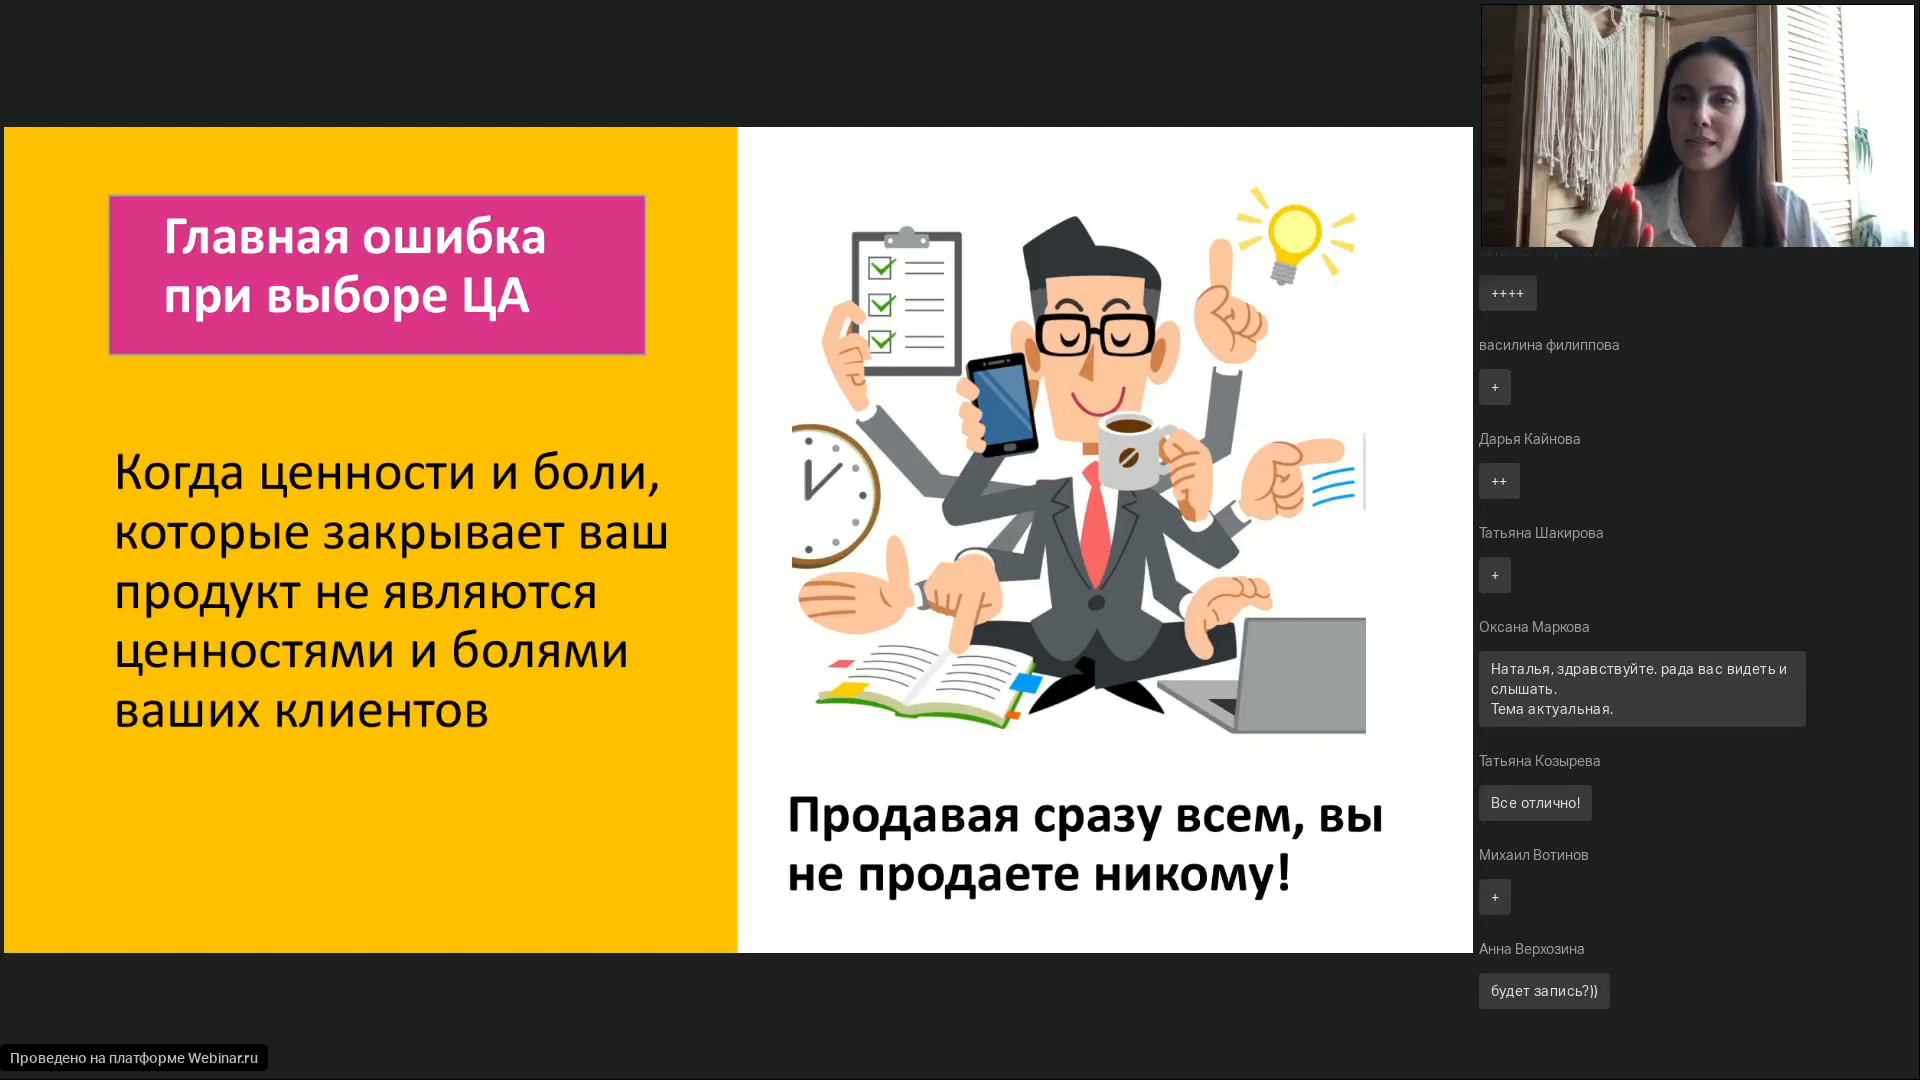 Главная ошибка
при выборе ЦА
Когда ценности и боли,
которые закрывает ваш
продукт не являются
ценностями и болями
ваших клиентов
Продавая сразу всем, вы
не продаете никому!
++++
василина филиппова
+
Дарья Кайнова
++
Татьяна Шакирова
+
Оксана Маркова
Наталья, здравствуйте. рада вас видеть и
слышать.
Тема актуальная.
Татьяна Козырева
Все отлично!
Михаил Вотинов
+
Анна Верхозина
будет запись?))
Проведено на платформе Webinar.ru